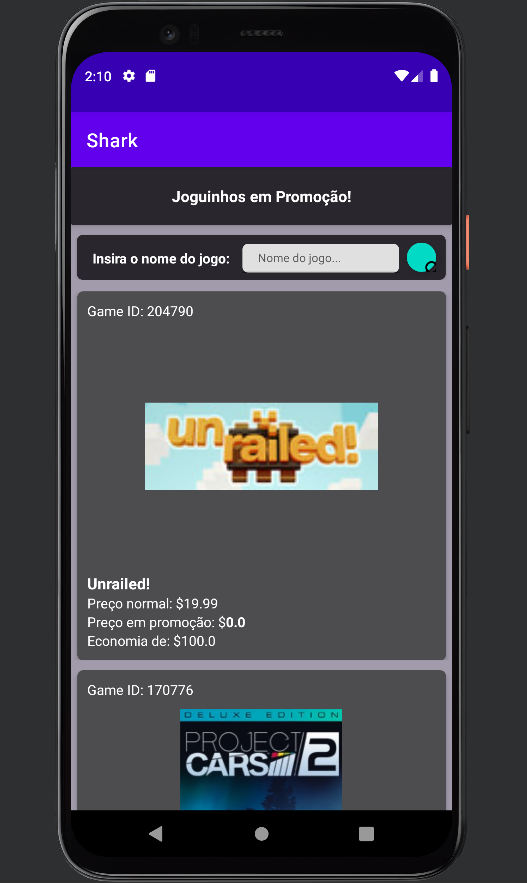 2:10
Shark
Joguinhos em Promoção!
Insira o nome do jogo: Nome do jogo...
Game ID: 204790
unrailed!
Unrailed!
Preço normal: $19.99
Preço em promoção: $0.0
Economia de: $100.0
Game ID: 170776
DELUXE EDITION
PROJECT
CARS 2